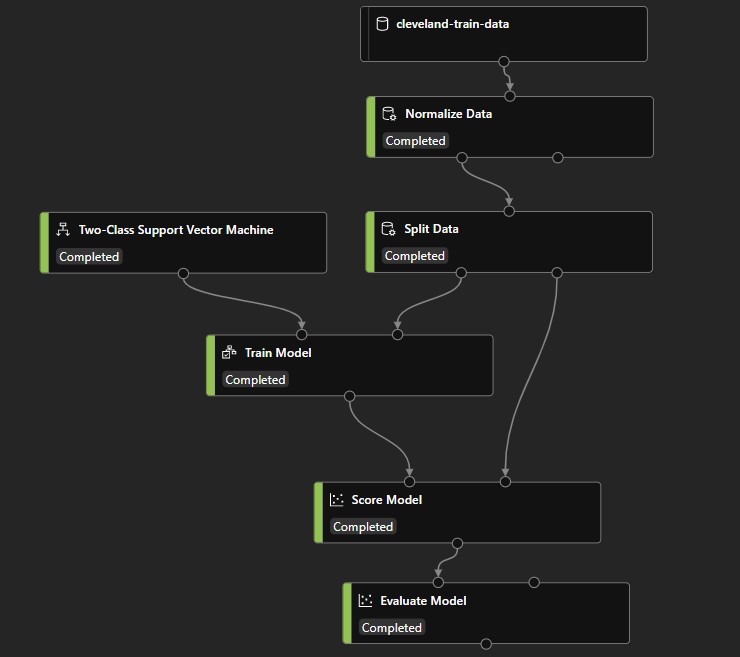 cleveland-train-data
Normalize Data
Completed
Two-Class Support Vector Machine
Completed
Split Data
Completed
Train Model
Completed
Score Model
Completed
Evaluate Model
Completed